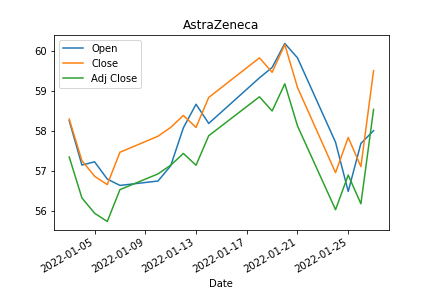 AstraZeneca
Open
Close
Adj Close
60
59
58
57
56
2022-01-05
2022-01-09
2022-01-13
2022-01-17
2022-01-21
2022-01-25
Date